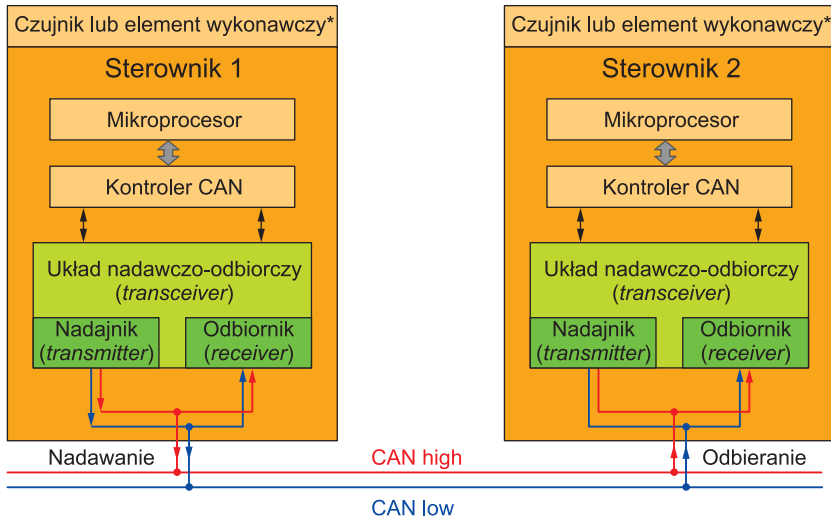 Czujnik lub element wykonawczy*
Sterownik 1
Mikroprocesor
Kontroler CAN
Układ nadawczo-odbiorczy
(transceiver)
Nadajnik
(transmitter)
Odbiornik
(receiver)
Czujnik lub element wykonawczy*
Sterownik 2
Mikroprocesor
Kontroler CAN
Układ nadawczo-odbiorczy
(transceiver)
Nadajnik
(transmitter)
Odbiornik
(receiver)
Nadawanie
CAN high
Odbieranie
CAN low